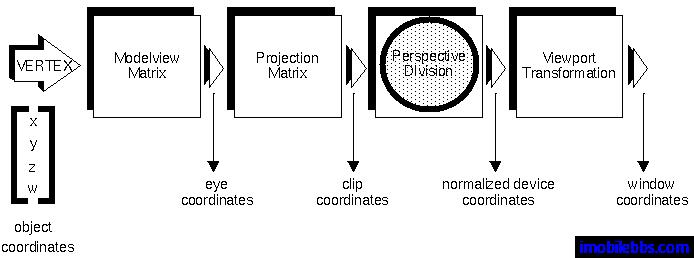 VERTEX
Modelview
Matrix
Projection
Matrix
Perspective
Division
Viewport
Transformation
x
y
z
w
object
coordinates
eye
coordinates
clip
coordinates
normalized device
coordinates
window
coordinates
imobilebbs.com